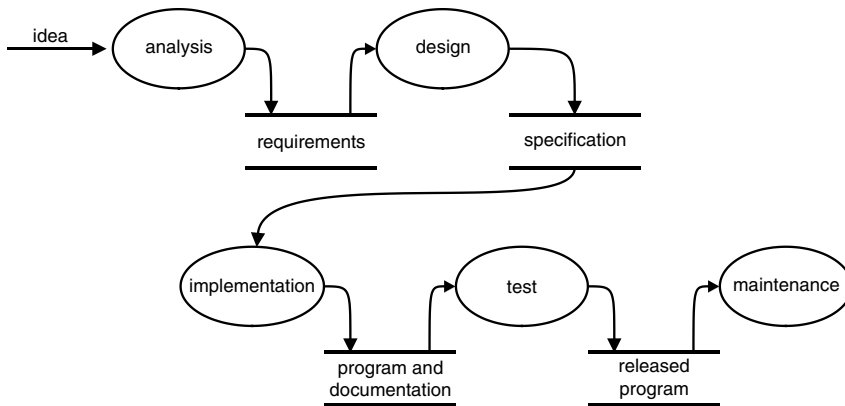 idea
analysis
design
requirements
specification
implementation
test
maintenance
program and
documentation
released
program